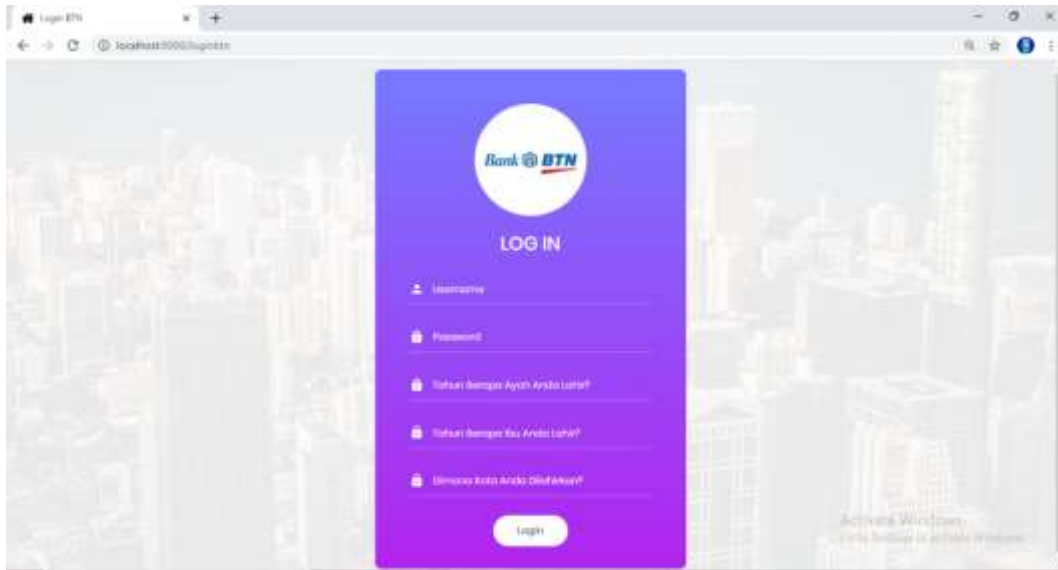 Login BTN
localhost:8000/loginbtn
Bank BTN
LOG IN
Username
Password
Tahun Berapa Ayah Anda Lahir?
Tahun Berapa Ibu Anda Lahir?
Dimana Kota Anda Dilahirkan?
Login
Activate Windows